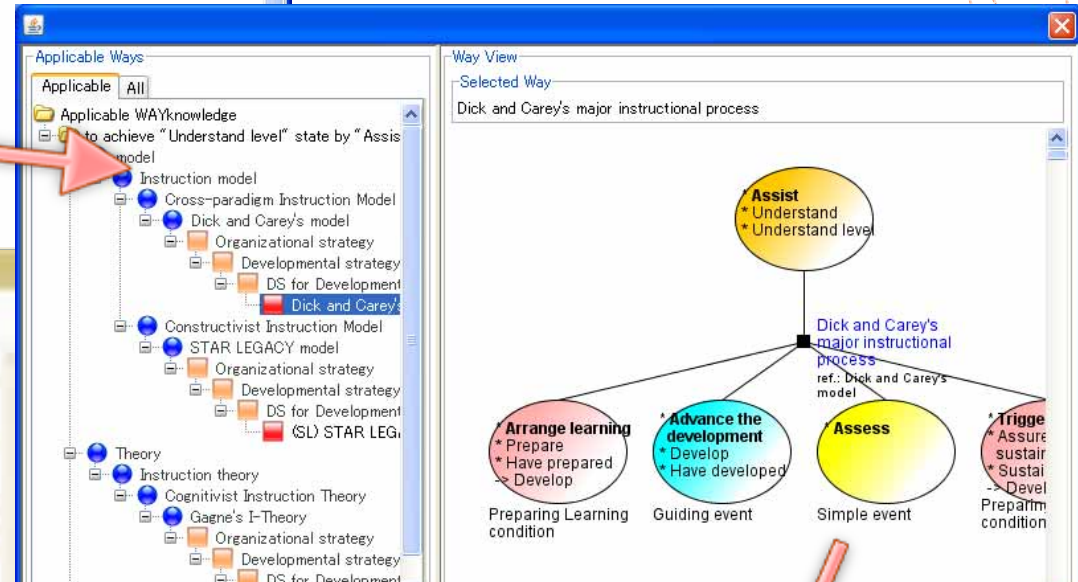 Applicable Ways
Applicable All
Applicable WAYknowledge
to achieve "Understand level" state by "Assis
model
Instruction model
Cross-paradigm Instruction Model
Dick and Carey's model
Organizational strategy
Developmental strategy
DS for Development
Dick and Carey's
Constructivist Instruction Model
STAR LEGACY model
Organizational strategy
Developmental strategy
DS for Development
(SL) STAR LEG
Theory
Instruction theory
Cognitivist Instruction Theory
Gagne's I-Theory
Organizational strategy
Developmental strategy
DS for Development
Way View
Selected Way
Dick and Carey's major instructional process
* Assist
* Understand
* Understand level
Dick and Carey's
major instructional
process
ref.: Dick and Carey's
model
* Arrange learning
* Prepare
* Have prepared
-> Develop
Preparing Learning
condition
* Advance the
development
* Develop
* Have developed
Guiding event
* Assess
Simple event
* Trigge
* Assure
sustain
* Sustai
-> Devel
Preparing
condition